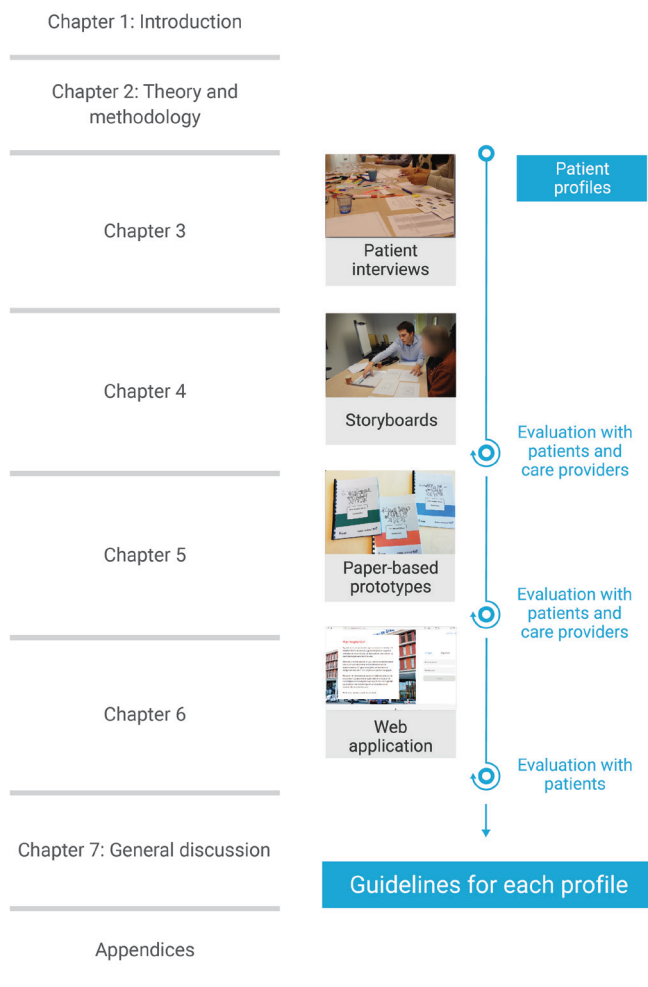 Chapter 1: Introduction
Chapter 2: Theory and
methodology
Patient
profiles
Chapter 3
Patient
interviews
Chapter 4
Storyboards
Evaluation with
patients and
care providers
Chapter 5
Paper-based
prototypes
Evaluation with
patients and
care providers
Chapter 6
Web
application
Evaluation with
patients
Chapter 7: General discussion
Guidelines for each profile
Appendices